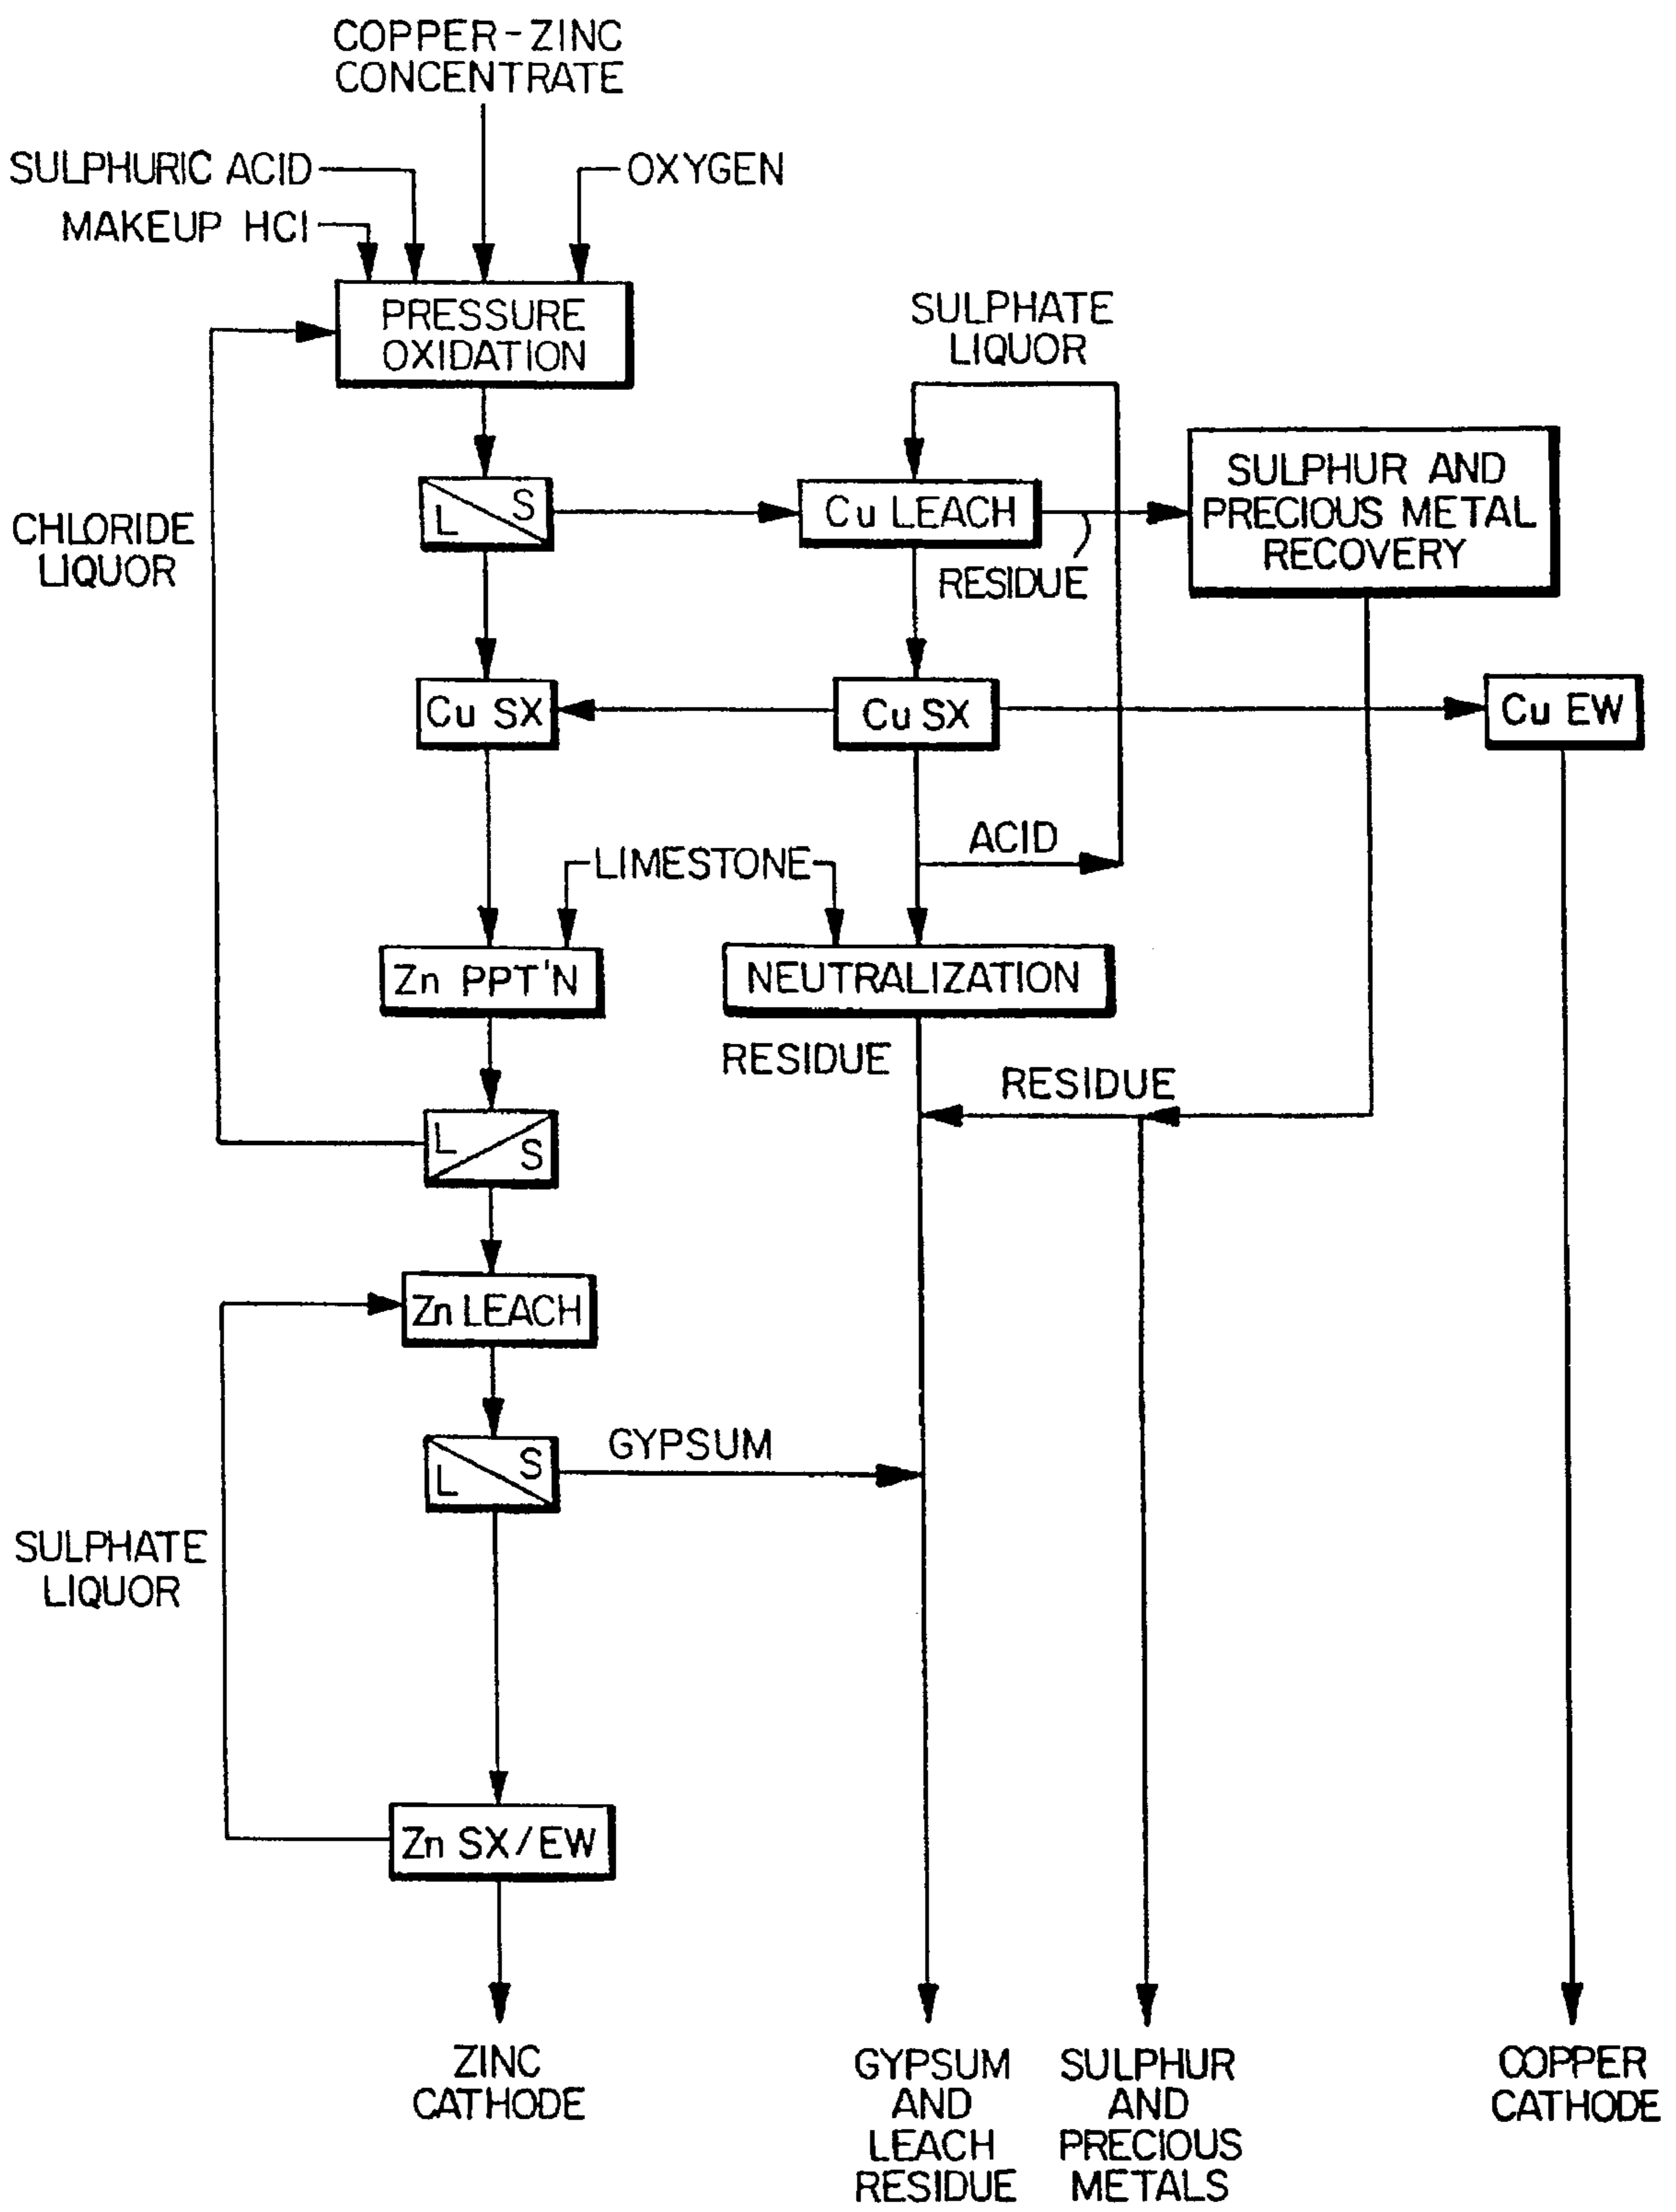 COPPER-ZINC
CONCENTRATE
SULPHURIC ACID
OXYGEN
MAKEUP HCl
PRESSURE
OXIDATION
SULPHATE
LIQUOR
CHLORIDE
LIQUOR
L S
Cu LEACH
RESIDUE
SULPHUR AND
PRECIOUS METAL
RECOVERY
Cu SX
Cu SX
Cu EW
ACID
LIMESTONE
Zn PPT'N
NEUTRALIZATION
RESIDUE
RESIDUE
L S
Zn LEACH
L S
GYPSUM
SULPHATE
LIQUOR
Zn SX/EW
ZINC
CATHODE
GYPSUM
AND
LEACH
RESIDUE
SULPHUR
AND
PRECIOUS
METALS
COPPER
CATHODE